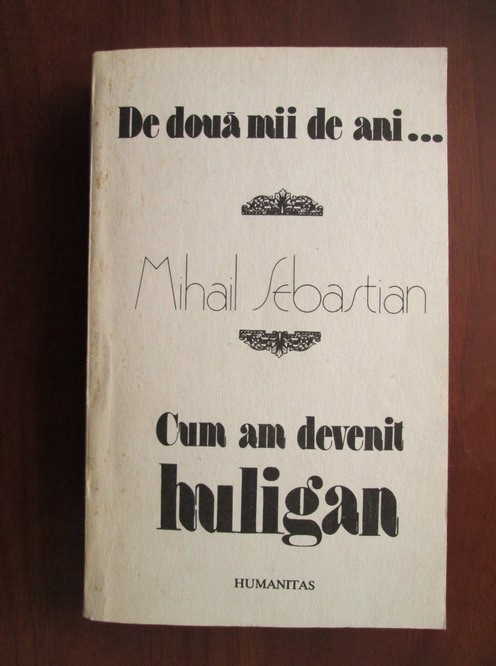 De două mii de ani...
Mihail Sebastian
Cum am devenit
huligan
HUMANITAS